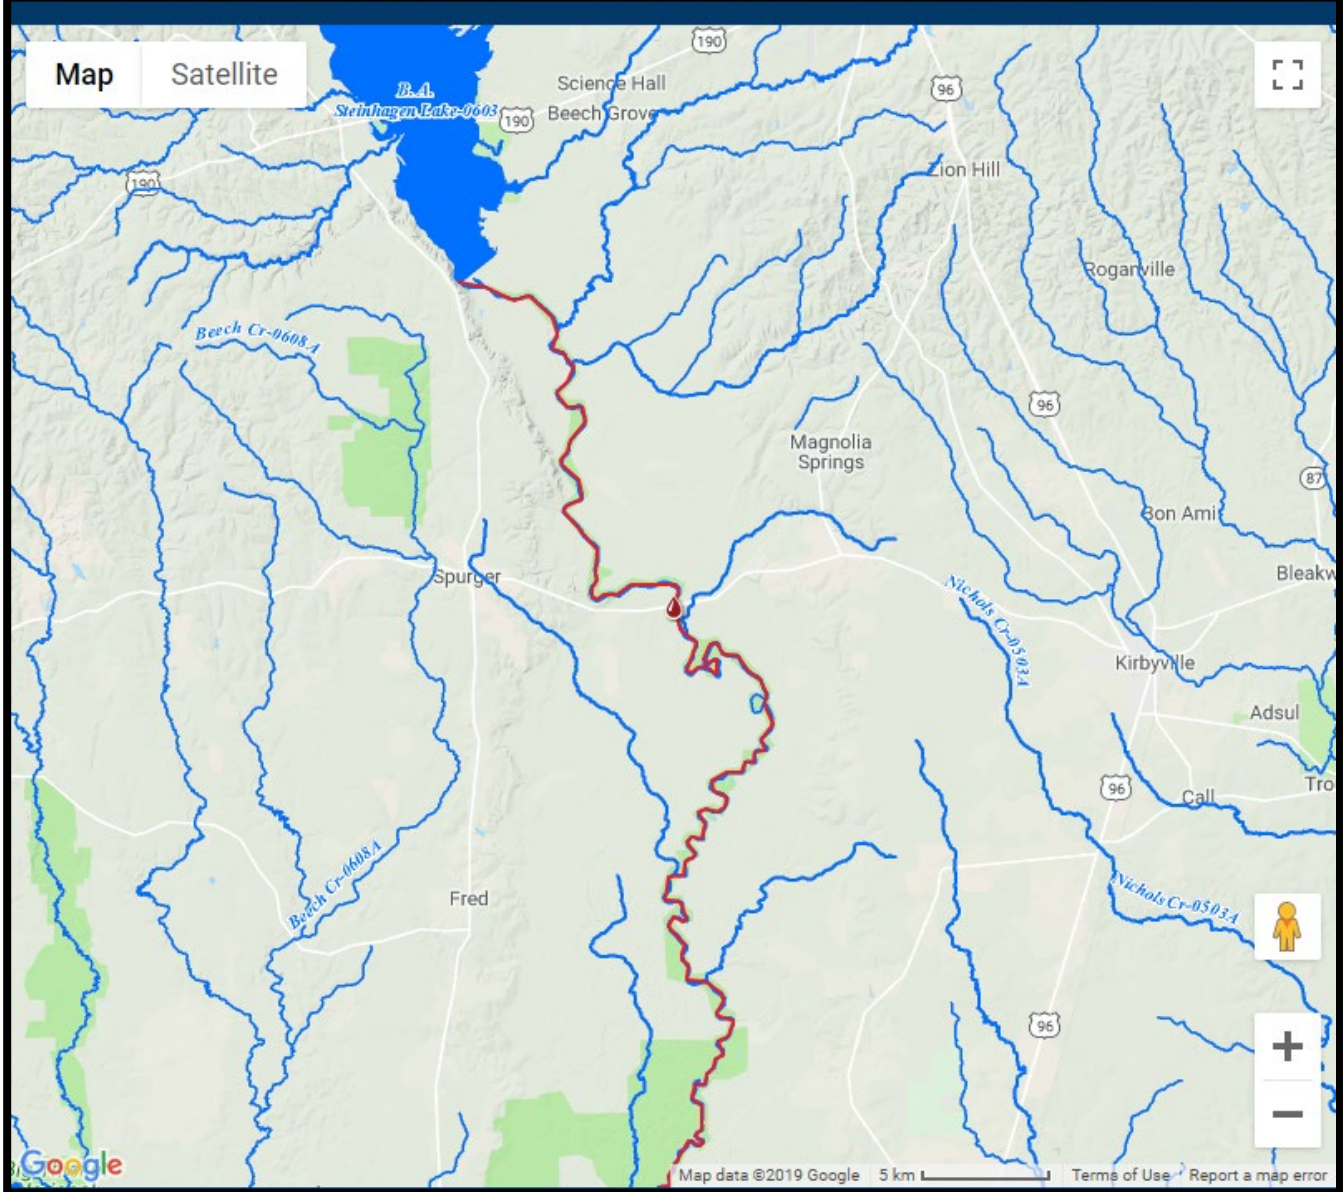 Map
Satellite
190
Science Hall
96
B. A.
Steinhagen Lake-0603
190
Beech Grove
Zion Hill
190
Roganville
Beech Cr-0608A
96
Magnolia
Springs
87
Bon Ami
Spurger
Bleakw
Nichols Cr-0503A
Kirbyville
Adsul
96
Call
Tro
Beech Cr-0608A
Fred
Nichols Cr-0503A
96
Google
Map data ©2019 Google
5 km
Terms of Use
Report a map error